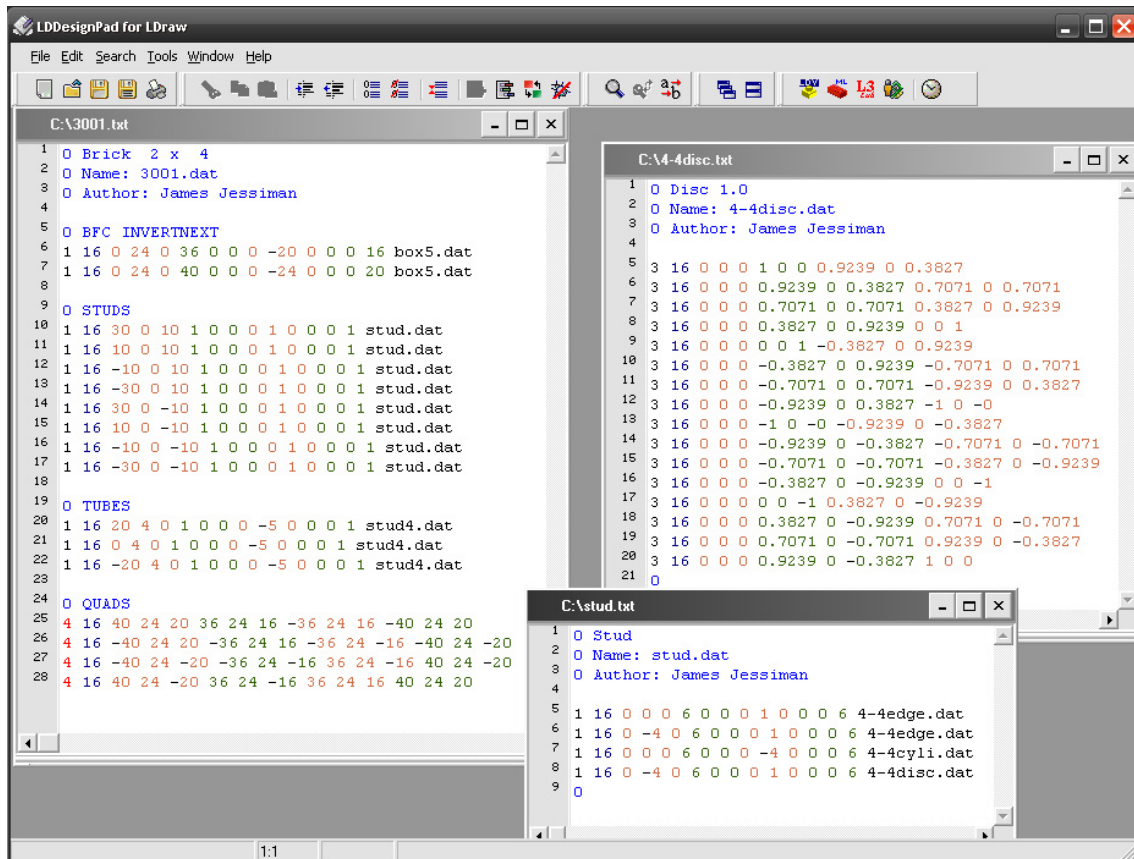 LDDesignPad for LDraw
File Edit Search Tools Window Help
C:\3001.txt
1 0 Brick 2 x 4
2 0 Name: 3001.dat
3 0 Author: James Jessiman
4
5 0 BFC INVERTNEXT
6 1 16 0 24 0 36 0 0 0 -20 0 0 0 16 box5.dat
7 1 16 0 24 0 40 0 0 0 -24 0 0 0 20 box5.dat
8
9 0 STUDS
10 1 16 30 0 10 1 0 0 0 1 0 0 0 1 stud.dat
11 1 16 10 0 10 1 0 0 0 1 0 0 0 1 stud.dat
12 1 16 -10 0 10 1 0 0 0 1 0 0 0 1 stud.dat
13 1 16 -30 0 10 1 0 0 0 1 0 0 0 1 stud.dat
14 1 16 30 0 -10 1 0 0 0 1 0 0 0 1 stud.dat
15 1 16 10 0 -10 1 0 0 0 1 0 0 0 1 stud.dat
16 1 16 -10 0 -10 1 0 0 0 1 0 0 0 1 stud.dat
17 1 16 -30 0 -10 1 0 0 0 1 0 0 0 1 stud.dat
18
19 0 TUBES
20 1 16 20 4 0 1 0 0 0 -5 0 0 0 1 stud4.dat
21 1 16 0 4 0 1 0 0 0 -5 0 0 0 1 stud4.dat
22 1 16 -20 4 0 1 0 0 0 -5 0 0 0 1 stud4.dat
23
24 0 QUADS
25 4 16 40 24 20 36 24 16 -36 24 16 -40 24 20
26 4 16 -40 24 20 -36 24 16 -36 24 -16 -40 24 -20
27 4 16 -40 24 -20 -36 24 -16 36 24 -16 40 24 -20
28 4 16 40 24 -20 36 24 -16 36 24 16 40 24 20
C:\4-4disc.txt
1 0 Disc 1.0
2 0 Name: 4-4disc.dat
3 0 Author: James Jessiman
4
5 3 16 0 0 0 1 0 0 0.9239 0 0.3827
6 3 16 0 0 0 0.9239 0 0.3827 0.7071 0 0.7071
7 3 16 0 0 0 0.7071 0 0.7071 0.3827 0 0.9239
8 3 16 0 0 0 0.3827 0 0.9239 0 0 1
9 3 16 0 0 0 0 0 1 -0.3827 0 0.9239
10 3 16 0 0 0 -0.3827 0 0.9239 -0.7071 0 0.7071
11 3 16 0 0 0 -0.7071 0 0.7071 -0.9239 0 0.3827
12 3 16 0 0 0 -0.9239 0 0.3827 -1 0 -0
13 3 16 0 0 0 -1 0 -0 -0.9239 0 -0.3827
14 3 16 0 0 0 -0.9239 0 -0.3827 -0.7071 0 -0.7071
15 3 16 0 0 0 -0.7071 0 -0.7071 -0.3827 0 -0.9239
16 3 16 0 0 0 -0.3827 0 -0.9239 0 0 -1
17 3 16 0 0 0 0 0 -1 0.3827 0 -0.9239
18 3 16 0 0 0 0.3827 0 -0.9239 0.7071 0 -0.7071
19 3 16 0 0 0 0.7071 0 -0.7071 0.9239 0 -0.3827
20 3 16 0 0 0 0.9239 0 -0.3827 1 0 0
21 0
C:\stud.txt
1 0 Stud
2 0 Name: stud.dat
3 0 Author: James Jessiman
4
5 1 16 0 0 0 6 0 0 0 1 0 0 0 6 4-4edge.dat
6 1 16 0 -4 0 6 0 0 0 1 0 0 0 6 4-4edge.dat
7 1 16 0 0 0 6 0 0 0 -4 0 0 0 6 4-4cyli.dat
8 1 16 0 -4 0 6 0 0 0 1 0 0 0 6 4-4disc.dat
9 0
1:1